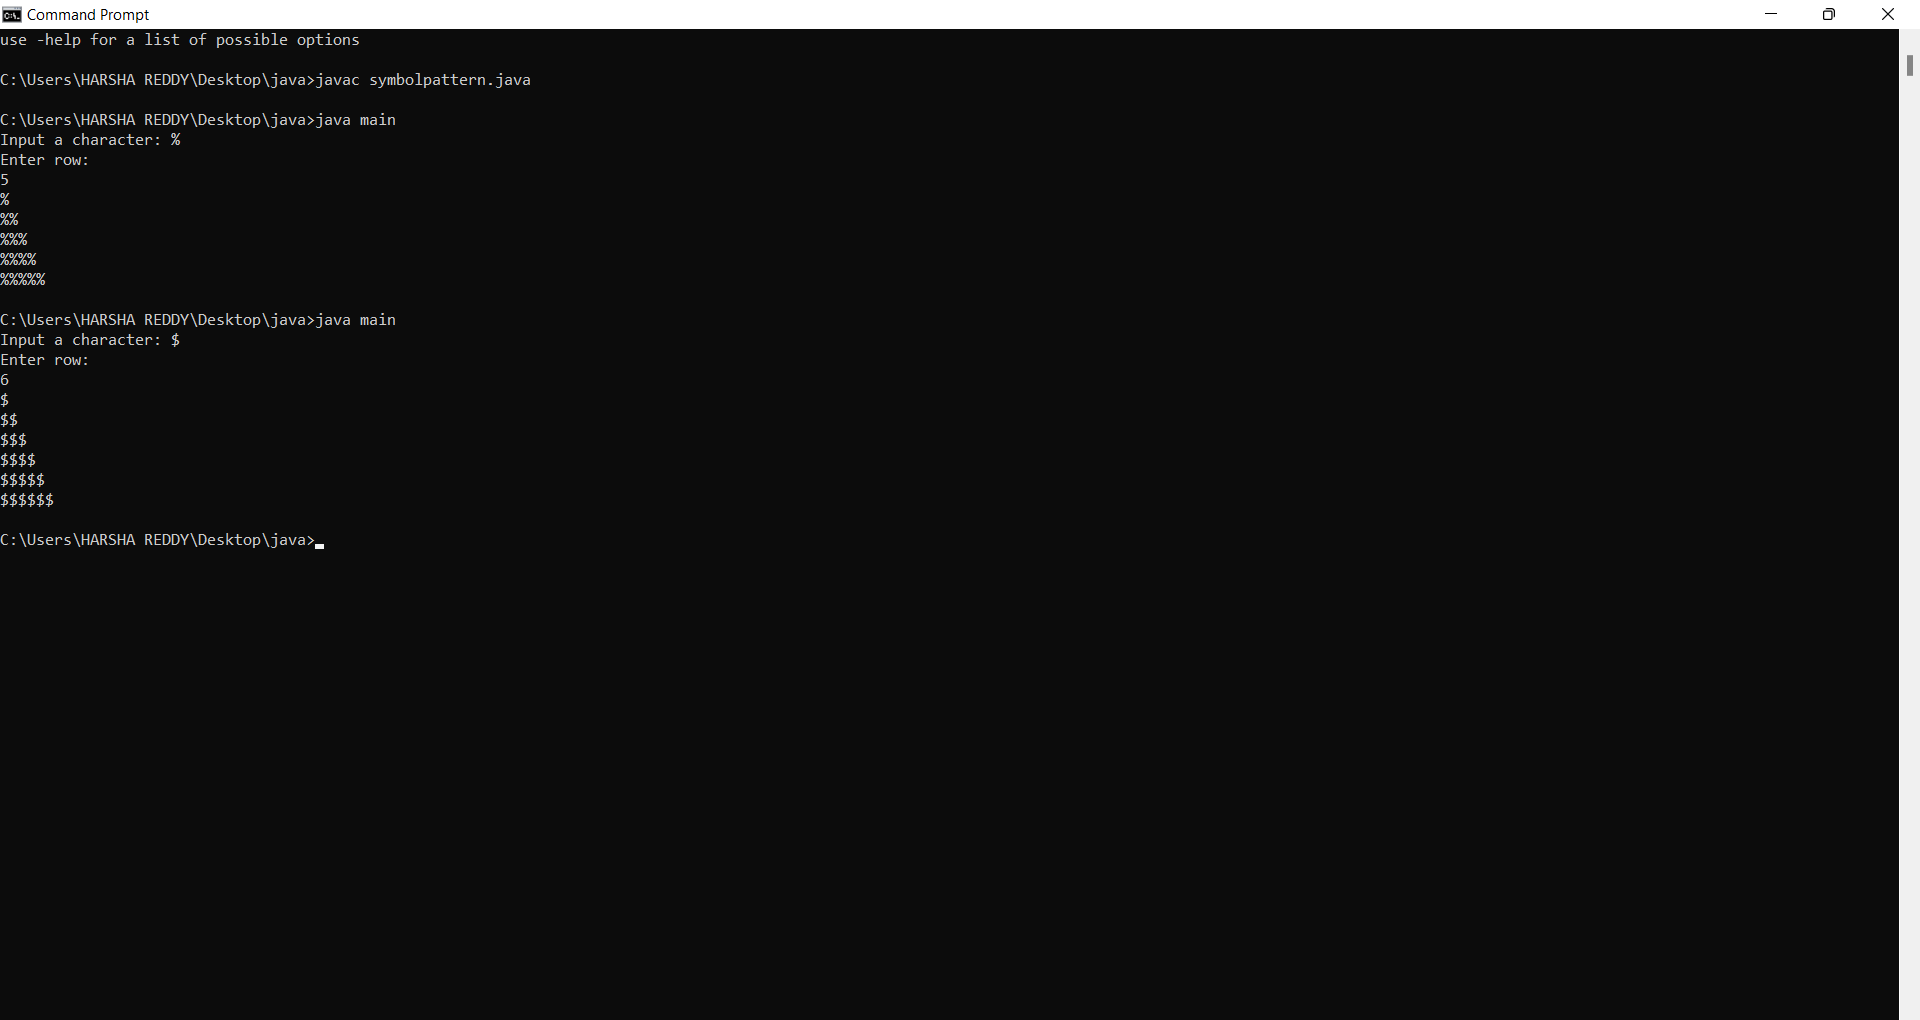 Command Prompt
use -help for a list of possible options
C:\Users\HARSHA REDDY\Desktop\java>javac symbolpattern.java
C:\Users\HARSHA REDDY\Desktop\java>java main
Input a character: %
Enter row:
5
%
%%
%%%
%%%%
%%%%%
C:\Users\HARSHA REDDY\Desktop\java>java main
Input a character: $
Enter row:
6
$
$$
$$$
$$$$
$$$$$
$$$$$$
C:\Users\HARSHA REDDY\Desktop\java>